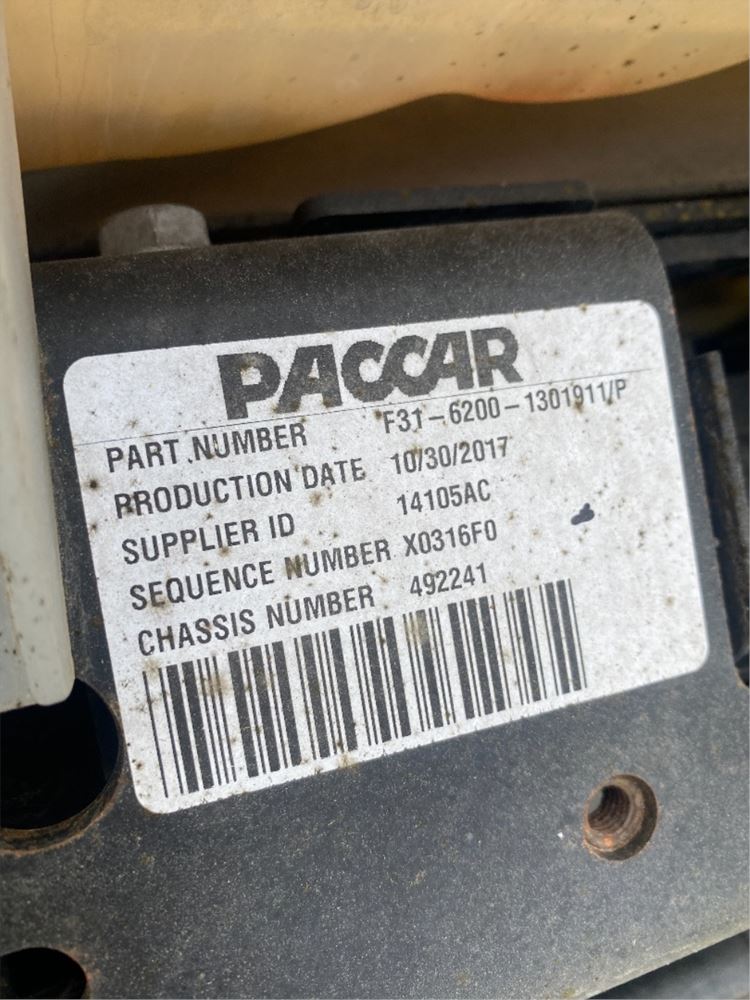 PACCAR
PART NUMBER F31-6200-1301911/P
PRODUCTION DATE 10/30/2017
SUPPLIER ID 14105AC
SEQUENCE NUMBER X0316F0
CHASSIS NUMBER 492241